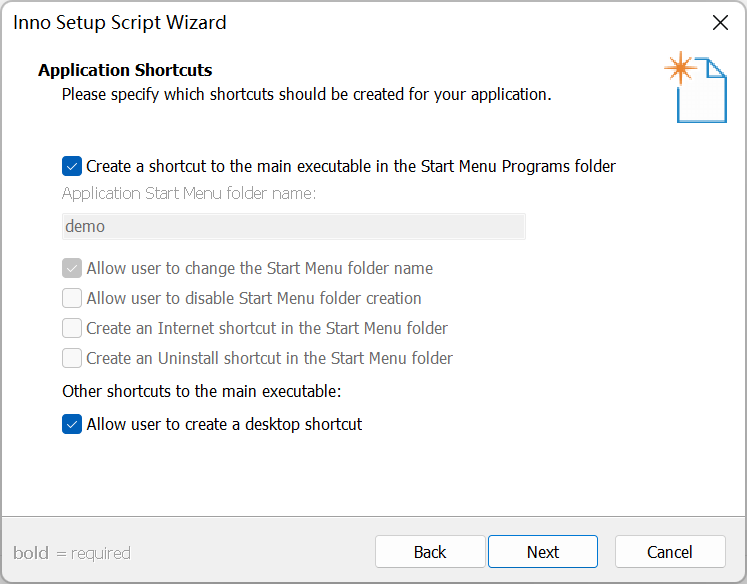 Inno Setup Script Wizard
Application Shortcuts
Please specify which shortcuts should be created for your application.
Create a shortcut to the main executable in the Start Menu Programs folder
Application Start Menu folder name:
demo
Allow user to change the Start Menu folder name
Allow user to disable Start Menu folder creation
Create an Internet shortcut in the Start Menu folder
Create an Uninstall shortcut in the Start Menu folder
Other shortcuts to the main executable:
Allow user to create a desktop shortcut
bold = required
Back
Next
Cancel